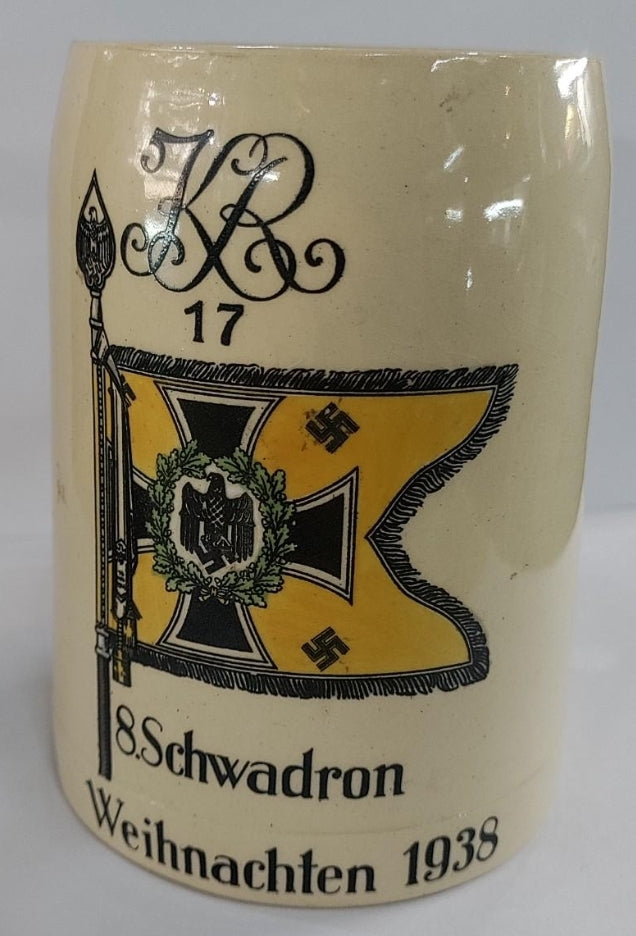 KR
17
8.Schwadron
Weihnachten 1938